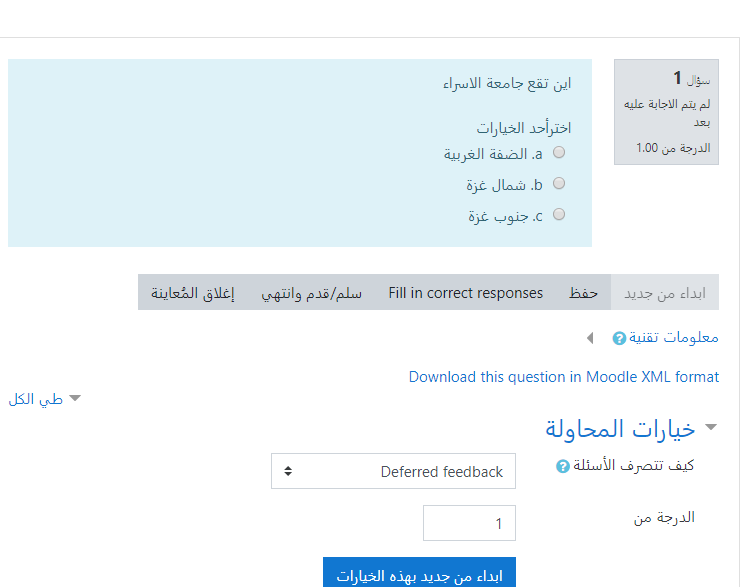 سؤال 1
لم يتم الاجابة عليه
بعد
الدرجة من 1.00
اين تقع جامعة الاسراء
اخترأحد الخيارات
a. الضفة الغربية
b. شمال غزة
c. جنوب غزة
ابداء من جديد
حفظ
Fill in correct responses
سلم/قدم وانتهي
إغلاق المُعاينة
معلومات تقنية
Download this question in Moodle XML format
طي الكل
خيارات المحاولة
كيف تتصرف الأسئلة
Deferred feedback
الدرجة من
1
ابداء من جديد بهذه الخيارات